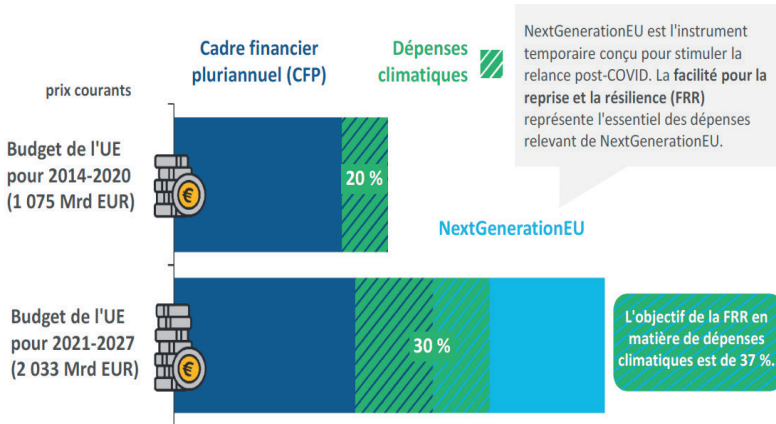 Cadre financier
pluriannuel (CFP)
Dépenses
climatiques
NextGenerationEU est l'instrument
temporaire conçu pour stimuler la
relance post-COVID. La facilité pour la
reprise et la résilience (FRR)
représente l'essentiel des dépenses
relevant de NextGenerationEU.
prix courants
Budget de l'UE
pour 2014-2020
(1 075 Mrd EUR)
€
20 %
NextGenerationEU
Budget de l'UE
pour 2021-2027
(2 033 Mrd EUR)
€
30 %
L'objectif de la FRR en
matière de dépenses
climatiques est de 37 %.